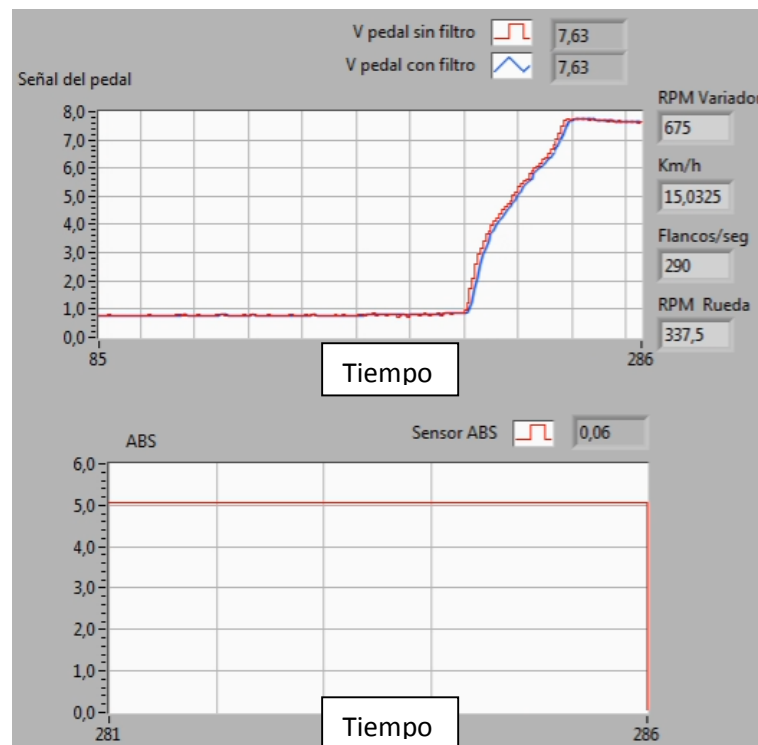 V pedal sin filtro 7,63
V pedal con filtro 7,63
Señal del pedal
8,0
7,0
6,0
5,0
4,0
3,0
2,0
1,0
0,0
85
286
Tiempo
RPM Variador
675
Km/h
15,0325
Flancos/seg
290
RPM Rueda
337,5
ABS
Sensor ABS 0,06
6,0
5,0
4,0
3,0
2,0
1,0
0,0
281
286
Tiempo